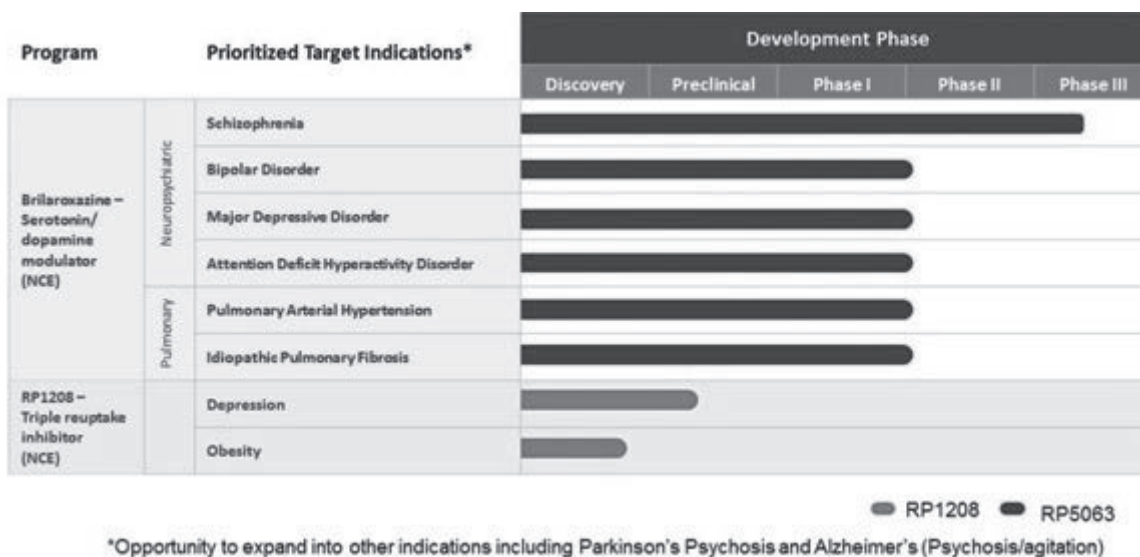 Program
Prioritized Target Indications*
Development Phase
Discovery Preclinical Phase I Phase II Phase III
Brilaroxazine –
Serotonin/
dopamine
modulator
(NCE)
Neuropsychiatric
Schizophrenia
Bipolar Disorder
Major Depressive Disorder
Attention Deficit Hyperactivity Disorder
Pulmonary
Pulmonary Arterial Hypertension
Idiopathic Pulmonary Fibrosis
RP1208 –
Triple reuptake
inhibitor
(NCE)
Depression
Obesity
RP1208 RP5063
*Opportunity to expand into other indications including Parkinson's Psychosis and Alzheimer's (Psychosis/agitation)